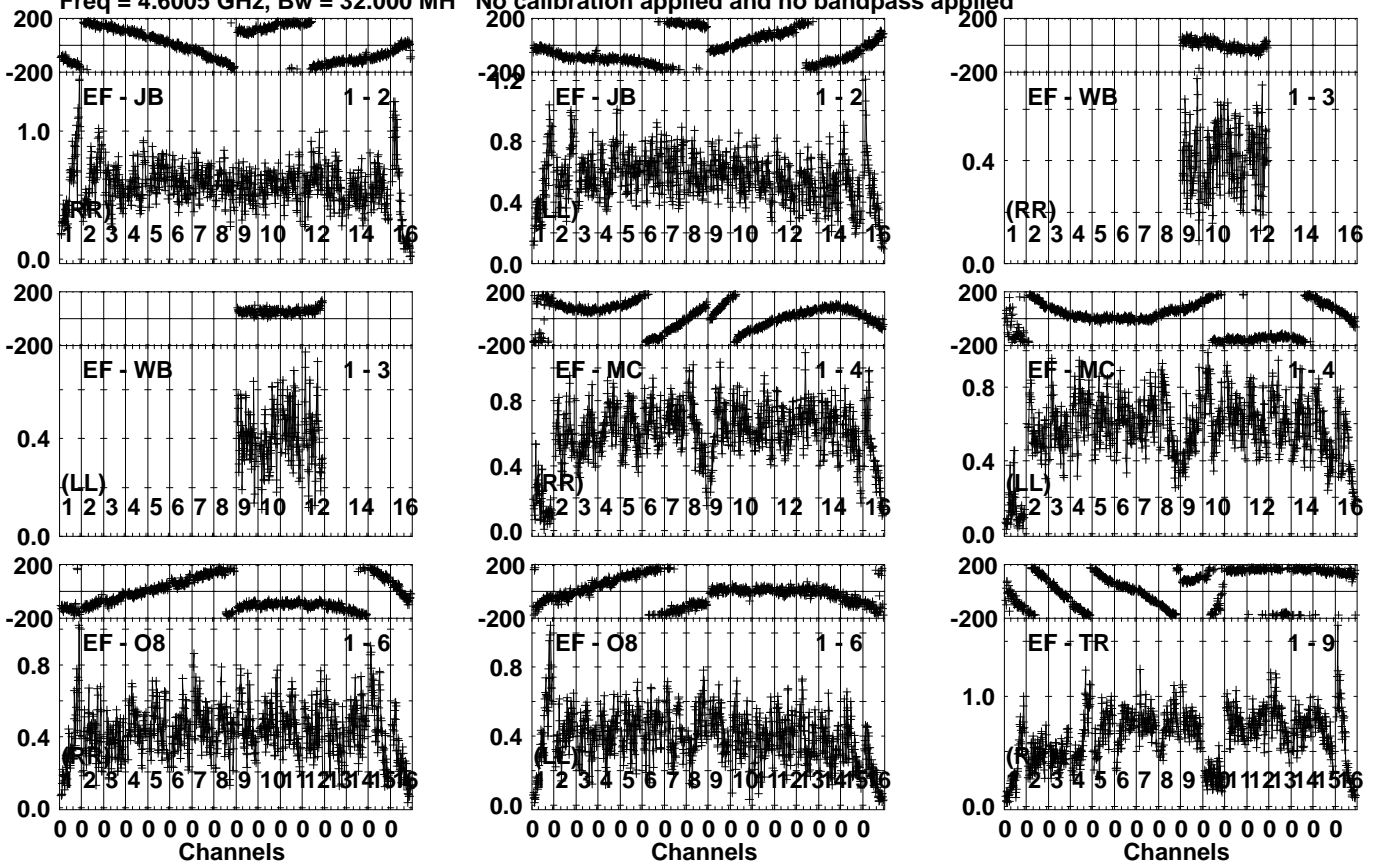 Freq = 4.6005 GHz, Bw = 32.000 MH No calibration applied and no bandpass applied
200
-200
EF - JB 1 - 2
1.0
(RR)
1 2 3 4 5 6 7 8 9 10 12 14 16
0.0
200
-200
1.2
EF - JB 1 - 2
0.8
0.4
(LL)
1 2 3 4 5 6 7 8 9 10 12 14 16
0.0
200
-200
EF - WB 1 - 3
0.4
(RR)
1 2 3 4 5 6 7 8 9 10 12 14 16
0.0
200
-200
EF - WB 1 - 3
0.4
(LL)
1 2 3 4 5 6 7 8 9 10 12 14 16
0.0
200
-200
EF - MC 1 - 4
0.8
0.4
(RR)
2 3 4 5 6 7 8 9 10 12 14 16
0.0
200
-200
EF - MC 1 - 4
0.8
0.4
(LL)
2 3 4 5 6 7 8 9 10 12 14 16
0.0
200
-200
EF - O8 1 - 6
0.8
0.4
(RR)
2 3 4 5 6 7 8 9 10 11 12 13 14 15 16
0.0
0 0 0 0 0 0 0 0 0 0 0 0 0 0 0 0
Channels
200
-200
EF - O8 1 - 6
0.8
0.4
(LL)
1 2 3 4 5 6 7 8 9 10 11 12 13 14 15 16
0.0
0 0 0 0 0 0 0 0 0 0 0 0 0 0 0 0
Channels
200
-200
EF - TR 1 - 9
1.0
2 3 4 5 6 7 8 9 11 12 13 14 15 16
0.0
0 0 0 0 0 0 0 0 0 0 0 0 0 0 0 0
Channels